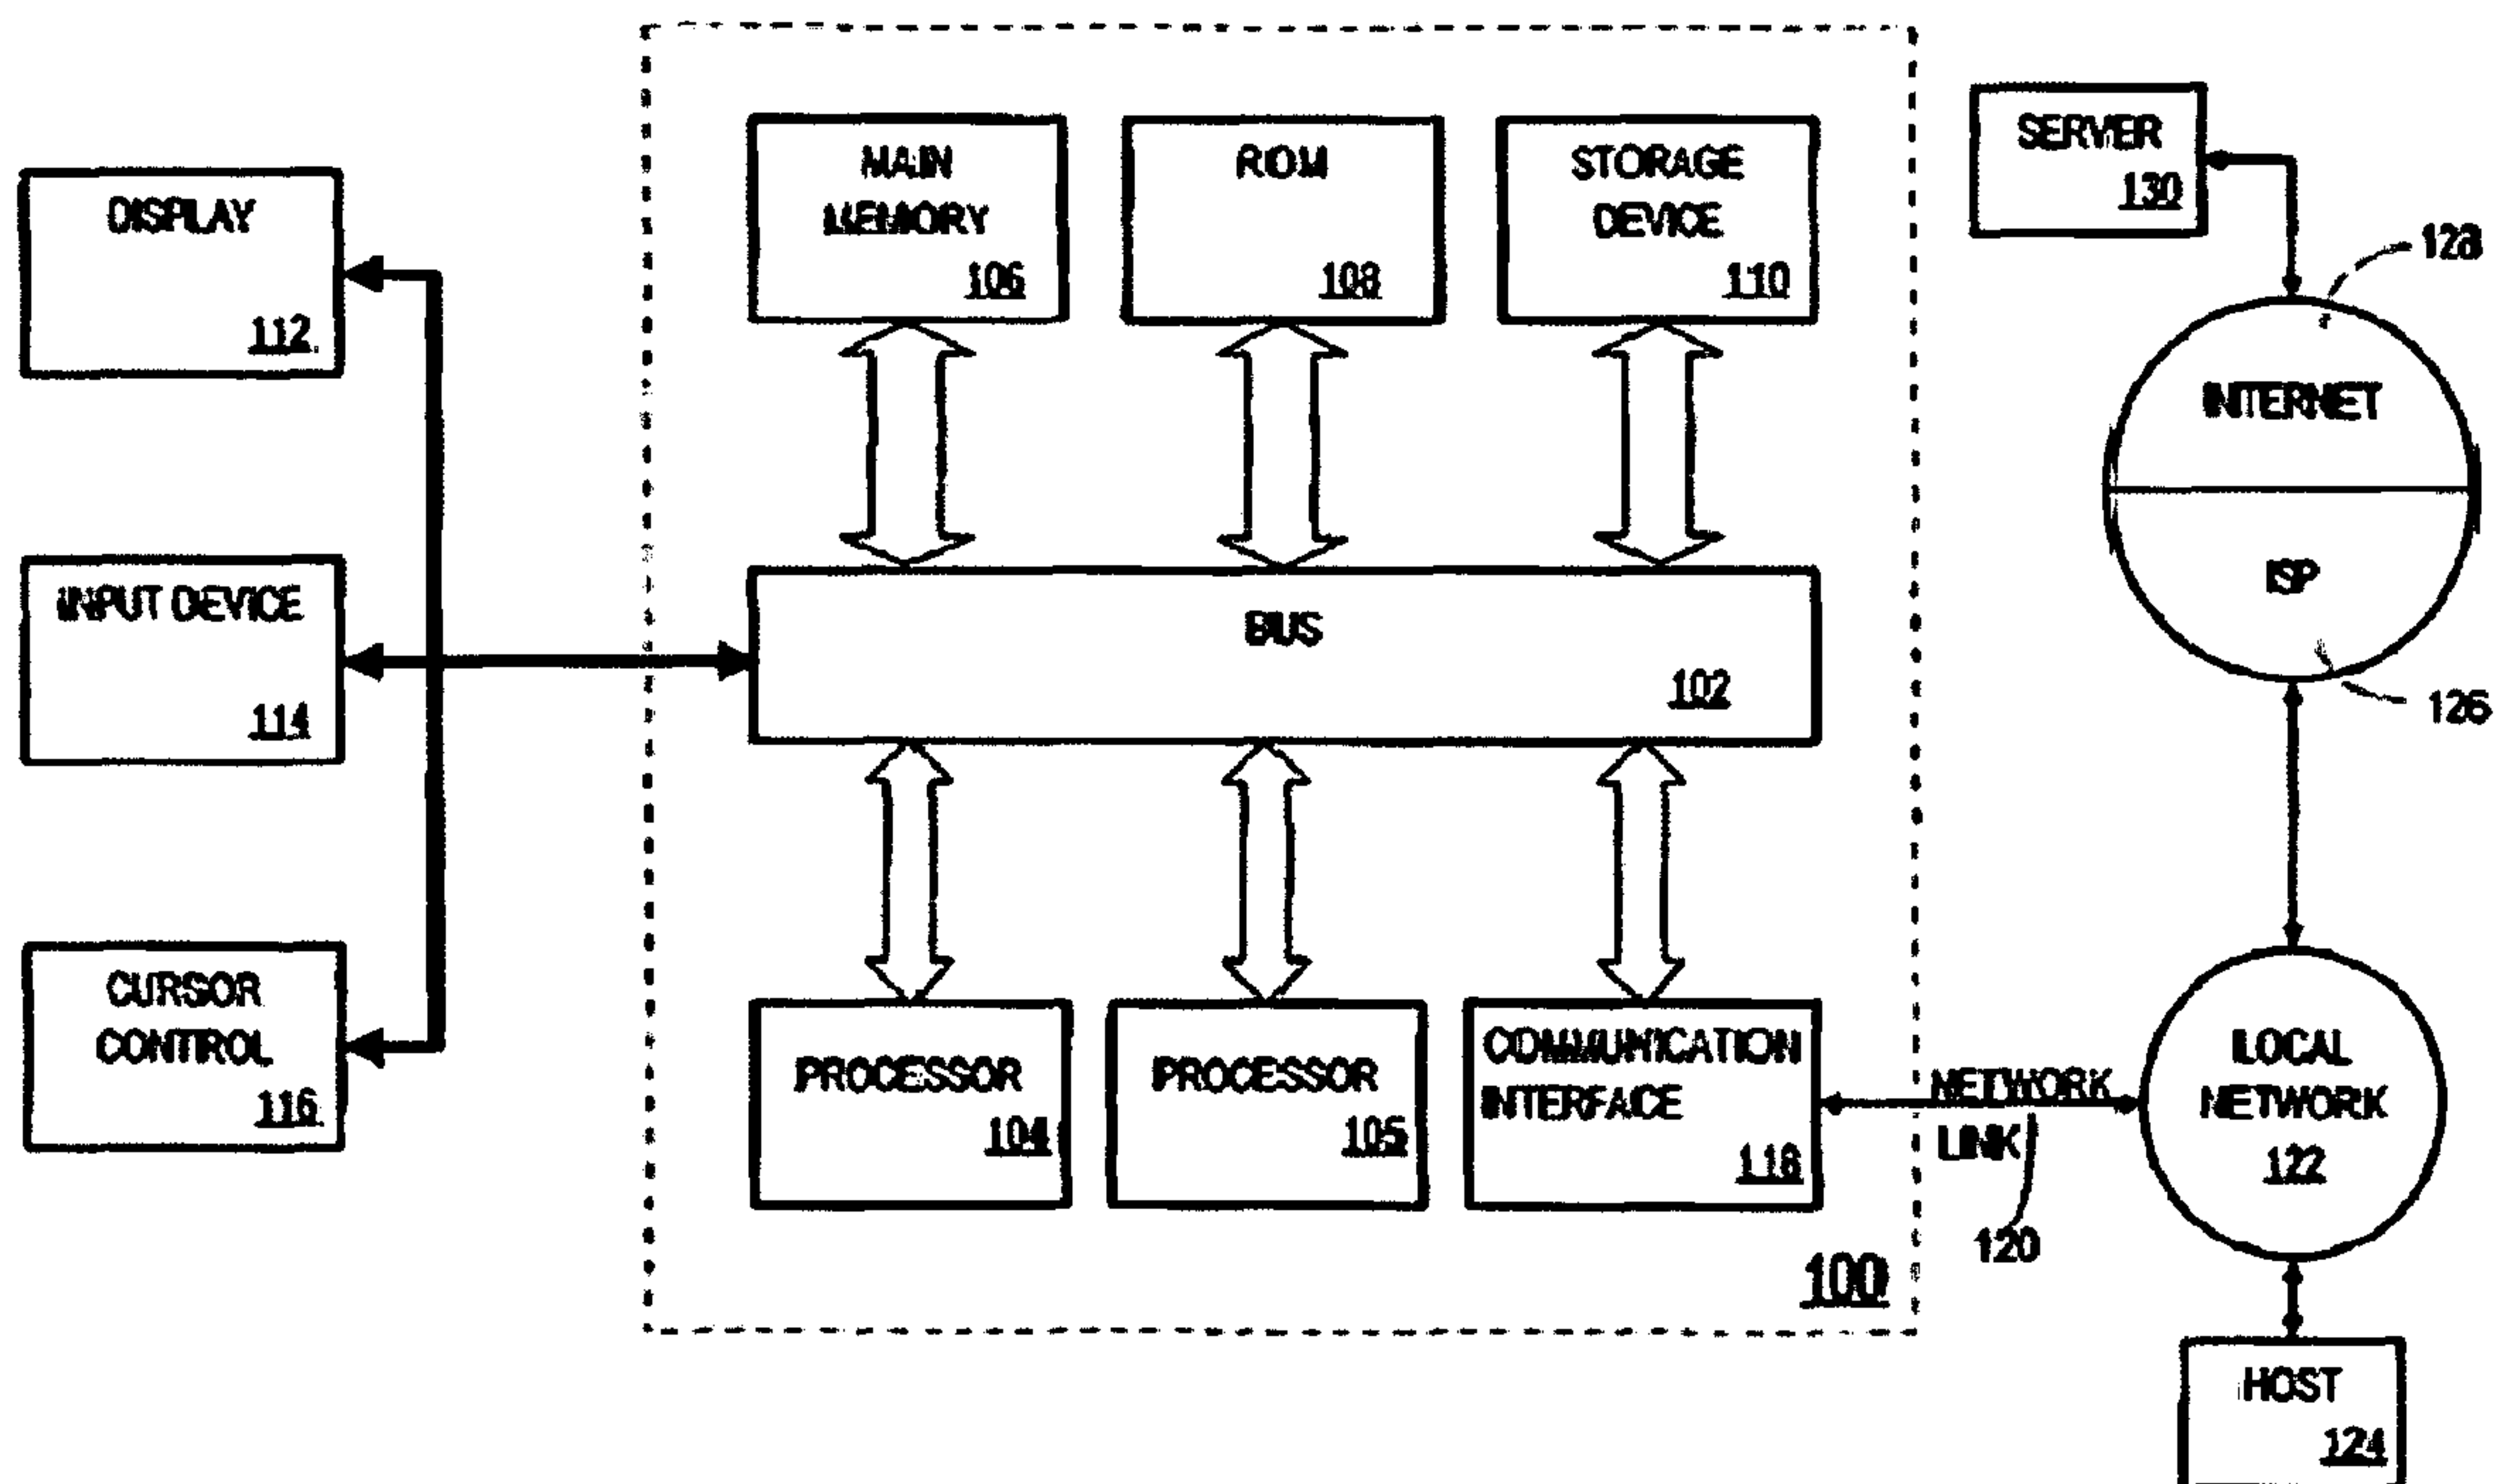 DISPLAY
112
INPUT DEVICE
114
CURSOR
CONTROL
116
MAIN
MEMORY
106
ROM
108
STORAGE
DEVICE
110
BUS
102
PROCESSOR
104
PROCESSOR
105
COMMUNICATION
INTERFACE
118
100
SERVER
130
128
INTERNET
ISP
126
NETWORK
LINK
120
LOCAL
NETWORK
122
HOST
124